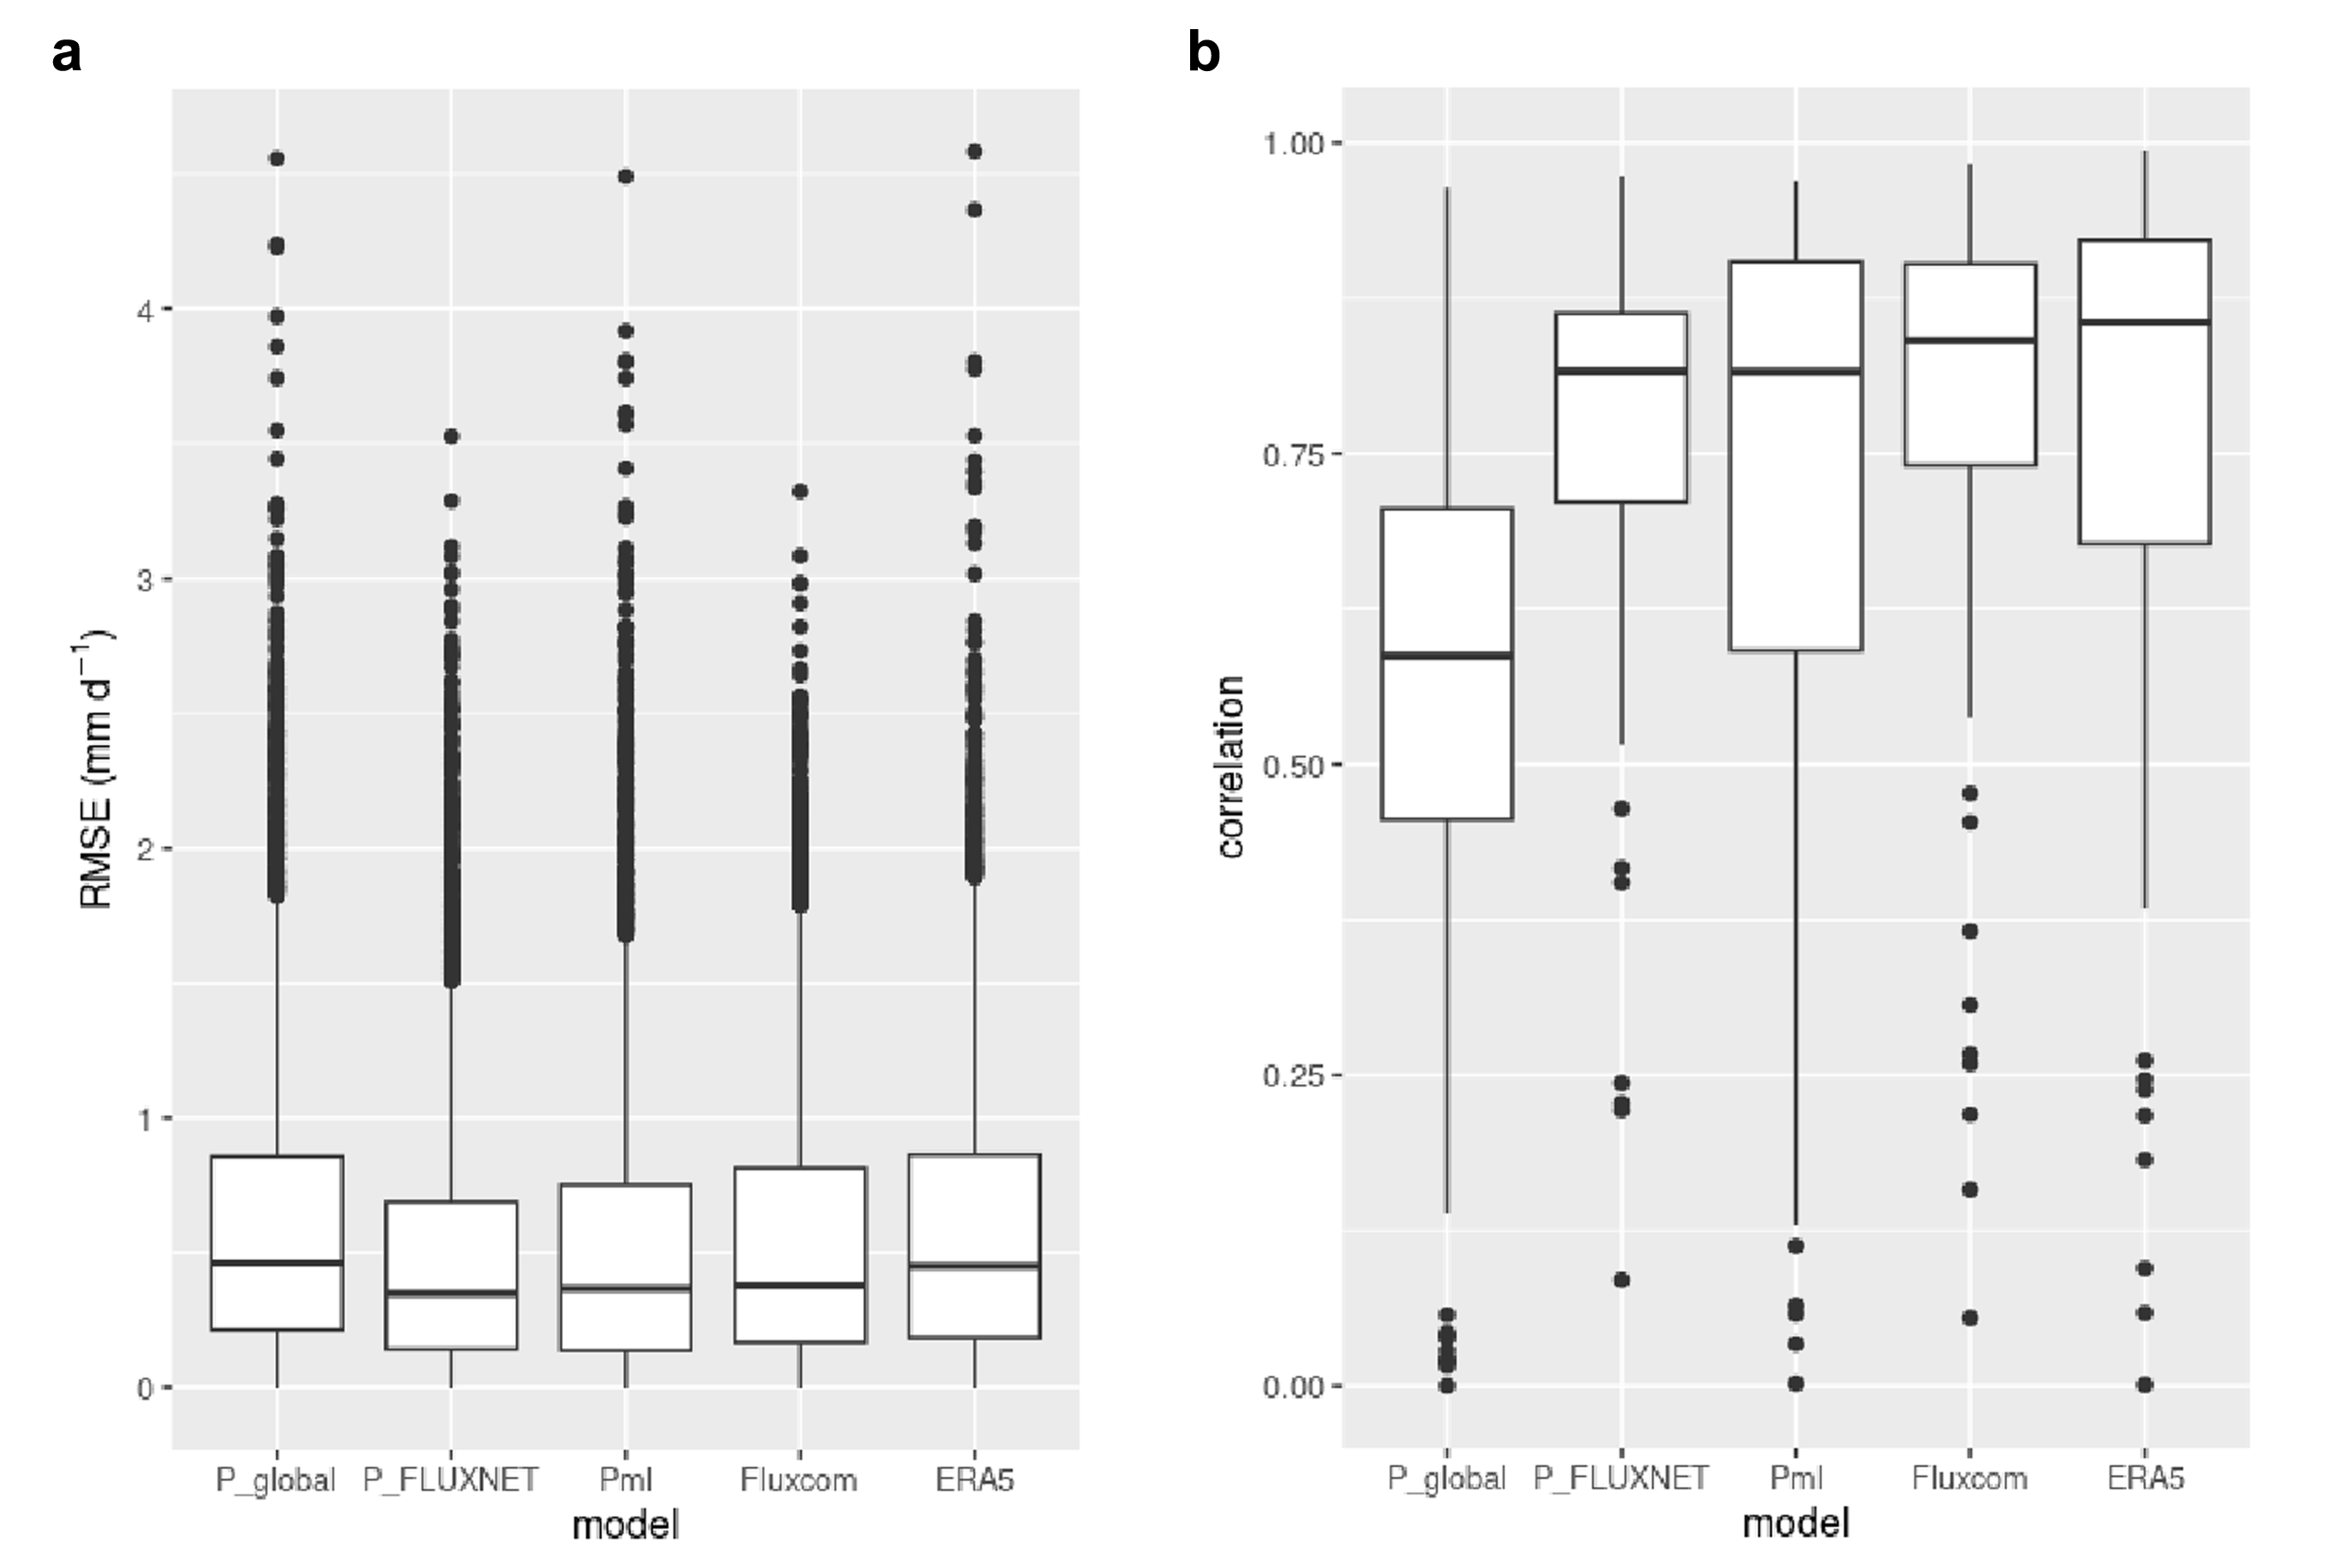 a
RMSE (mm d⁻¹)
4
3
2
1
0
P_global P_FLUXNET Pml Fluxcom ERA5
model
b
correlation
1.00
0.75
0.50
0.25
0.00
P_global P_FLUXNET Pml Fluxcom ERA5
model